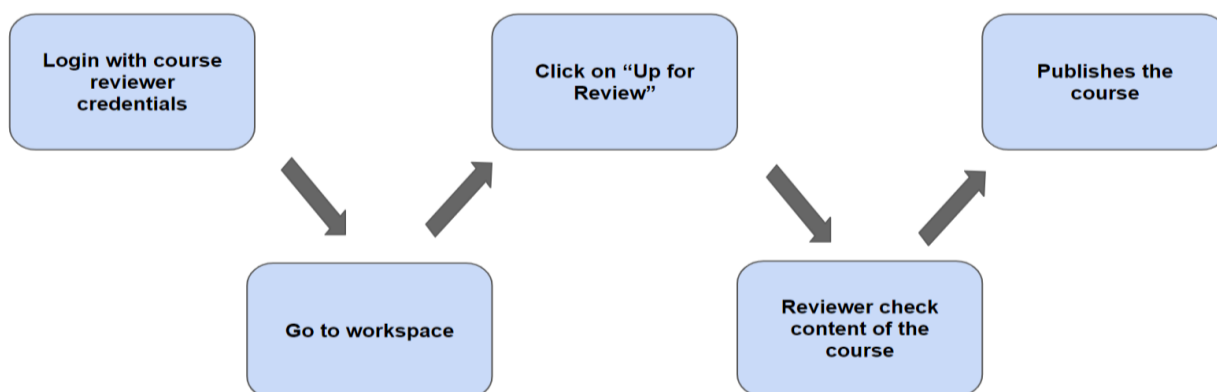 Login with course
reviewer
credentials
Go to workspace
Click on “Up for
Review”
Reviewer check
content of the
course
Publishes the
course